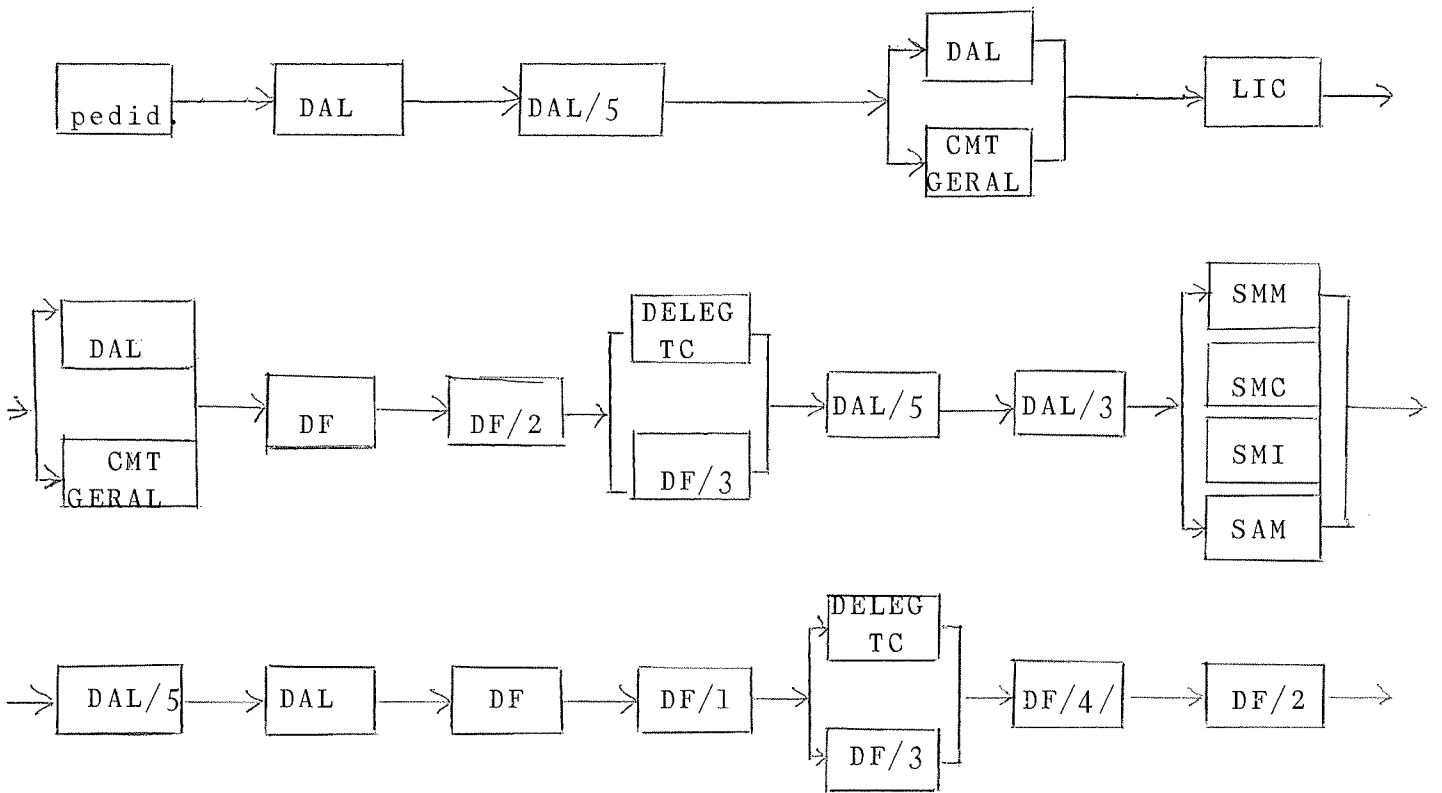 pedid.
DAL
DAL/5
DAL
CMT
GERAL
LIC
DAL
CMT
GERAL
DF
DF/2
DELEG
TC
DF/3
DAL/5
DAL/3
SMM
SMC
SMI
SAM
DAL/5
DAL
DF
DF/1
DELEG
TC
DF/3
DF/4/
DF/2